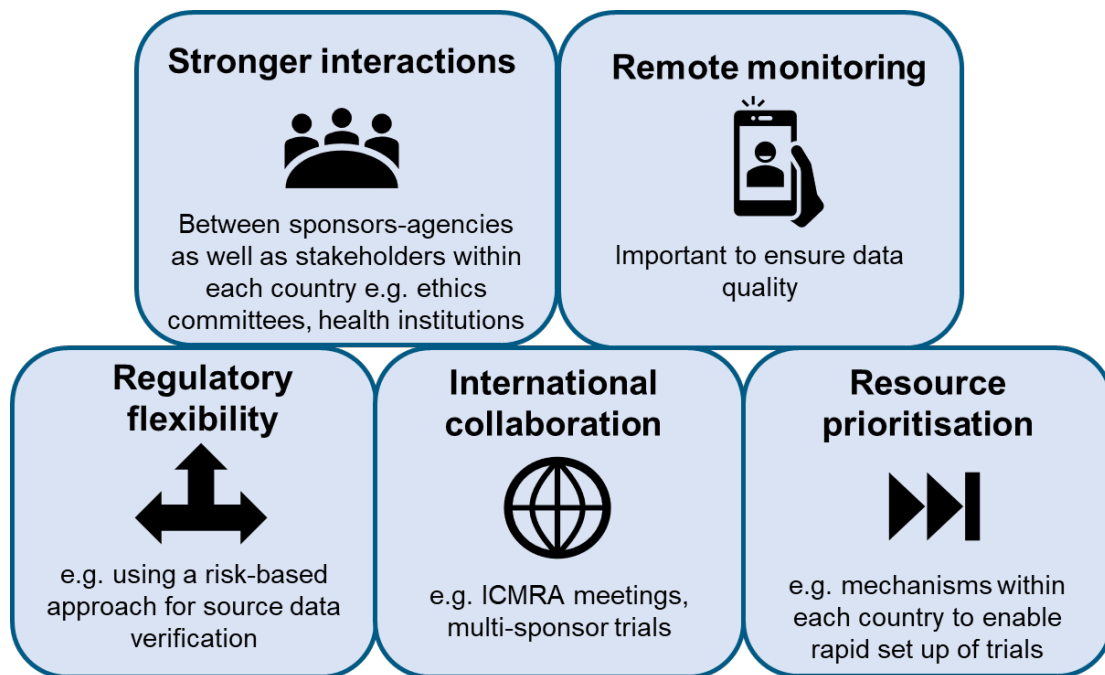 Stronger interactions
Between sponsors-agencies
as well as stakeholders within
each country e.g. ethics
committees, health institutions
Remote monitoring
Important to ensure data
quality
Regulatory
flexibility
e.g. using a risk-based
approach for source data
verification
International
collaboration
e.g. ICMRA meetings,
multi-sponsor trials
Resource
prioritisation
e.g. mechanisms within
each country to enable
rapid set up of trials